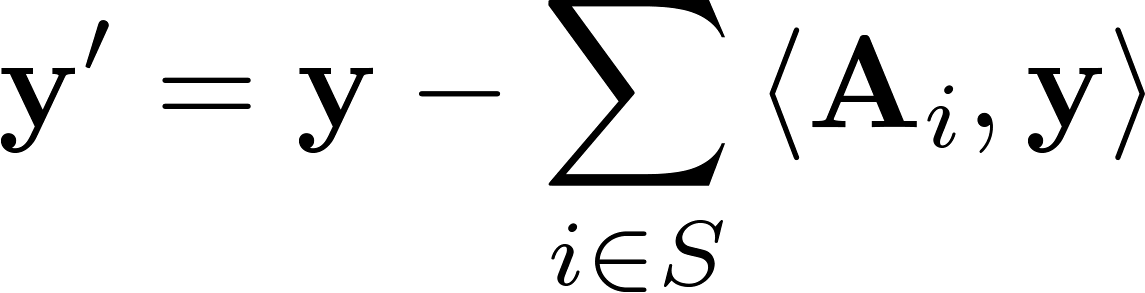 𝐲′ = 𝐲 − ∑_{i∈S} ⟨𝐀_i, 𝐲⟩